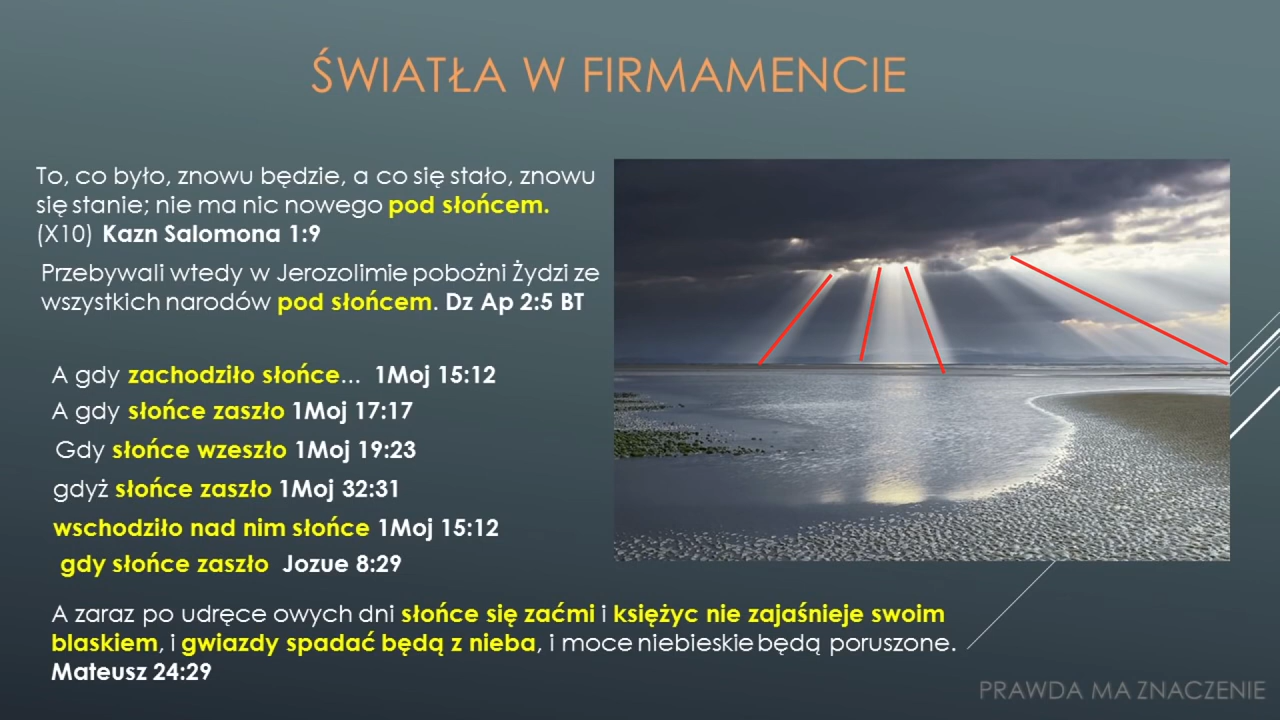 ŚWIATŁA W FIRMAMENCIE
To, co było, znowu będzie, a co się stało, znowu
się stanie; nie ma nic nowego pod słońcem.
(X10) Kazn Salomona 1:9
Przebywali wtedy w Jerozolimie pobożni Żydzi ze
wszystkich narodów pod słońcem. Dz Ap 2:5 BT
A gdy zachodziło słońce... 1Moj 15:12
A gdy słońce zaszło 1Moj 17:17
Gdy słońce wzeszło 1Moj 19:23
gdyż słońce zaszło 1Moj 32:31
wschodziło nad nim słońce 1Moj 15:12
gdy słońce zaszło Jozue 8:29
A zaraz po udręce owych dni słońce się zaćmi i księżyc nie zajaśnieje swoim
blaskiem, i gwiazdy spadać będą z nieba, i moce niebieskie będą poruszone.
Mateusz 24:29
PRAWDA MA ZNACZENIE